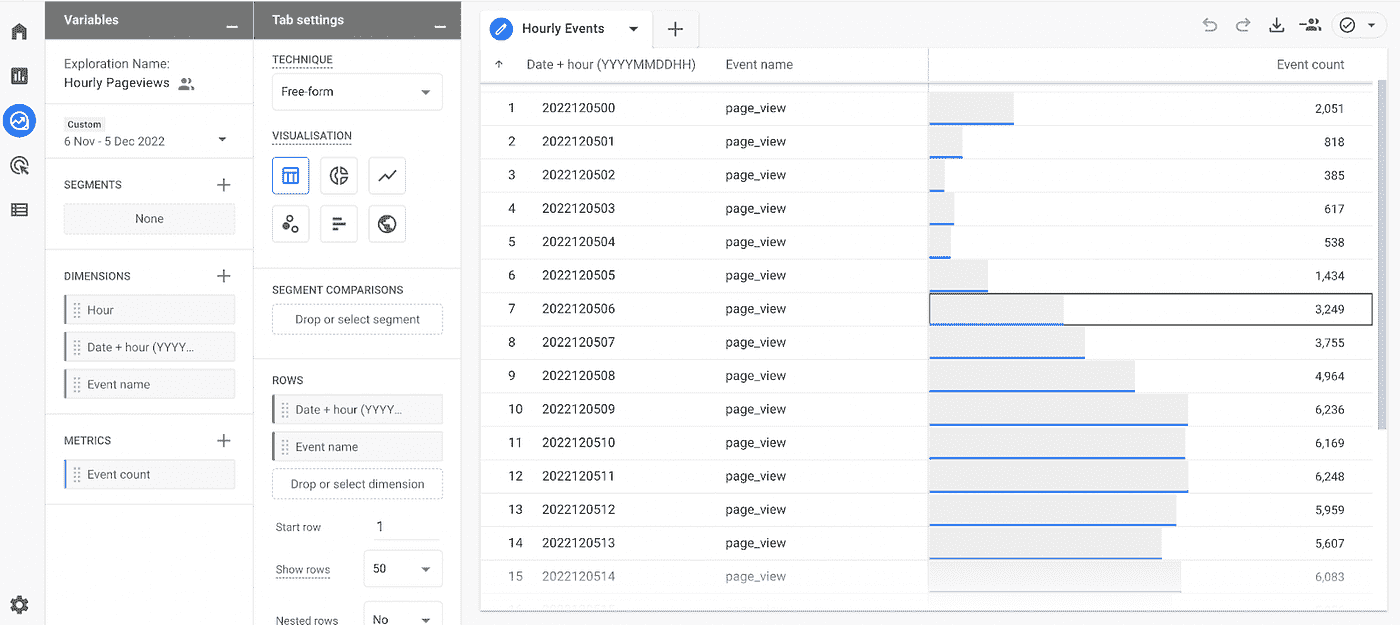 Variables
Exploration Name:
Hourly Pageviews
Custom
6 Nov - 5 Dec 2022
SEGMENTS
None
DIMENSIONS
Hour
Date + hour (YYYY...
Event name
METRICS
Event count
Tab settings
TECHNIQUE
Free-form
VISUALISATION
SEGMENT COMPARISONS
Drop or select segment
ROWS
Date + hour (YYYY...
Event name
Drop or select dimension
Start row 1
Show rows 50
Nested rows No
Hourly Events
Date + hour (YYYYMMDDHH) Event name Event count
1 2022120500 page_view 2,051
2 2022120501 page_view 818
3 2022120502 page_view 385
4 2022120503 page_view 617
5 2022120504 page_view 538
6 2022120505 page_view 1,434
7 2022120506 page_view 3,249
8 2022120507 page_view 3,755
9 2022120508 page_view 4,964
10 2022120509 page_view 6,236
11 2022120510 page_view 6,169
12 2022120511 page_view 6,248
13 2022120512 page_view 5,959
14 2022120513 page_view 5,607
15 2022120514 page_view 6,083